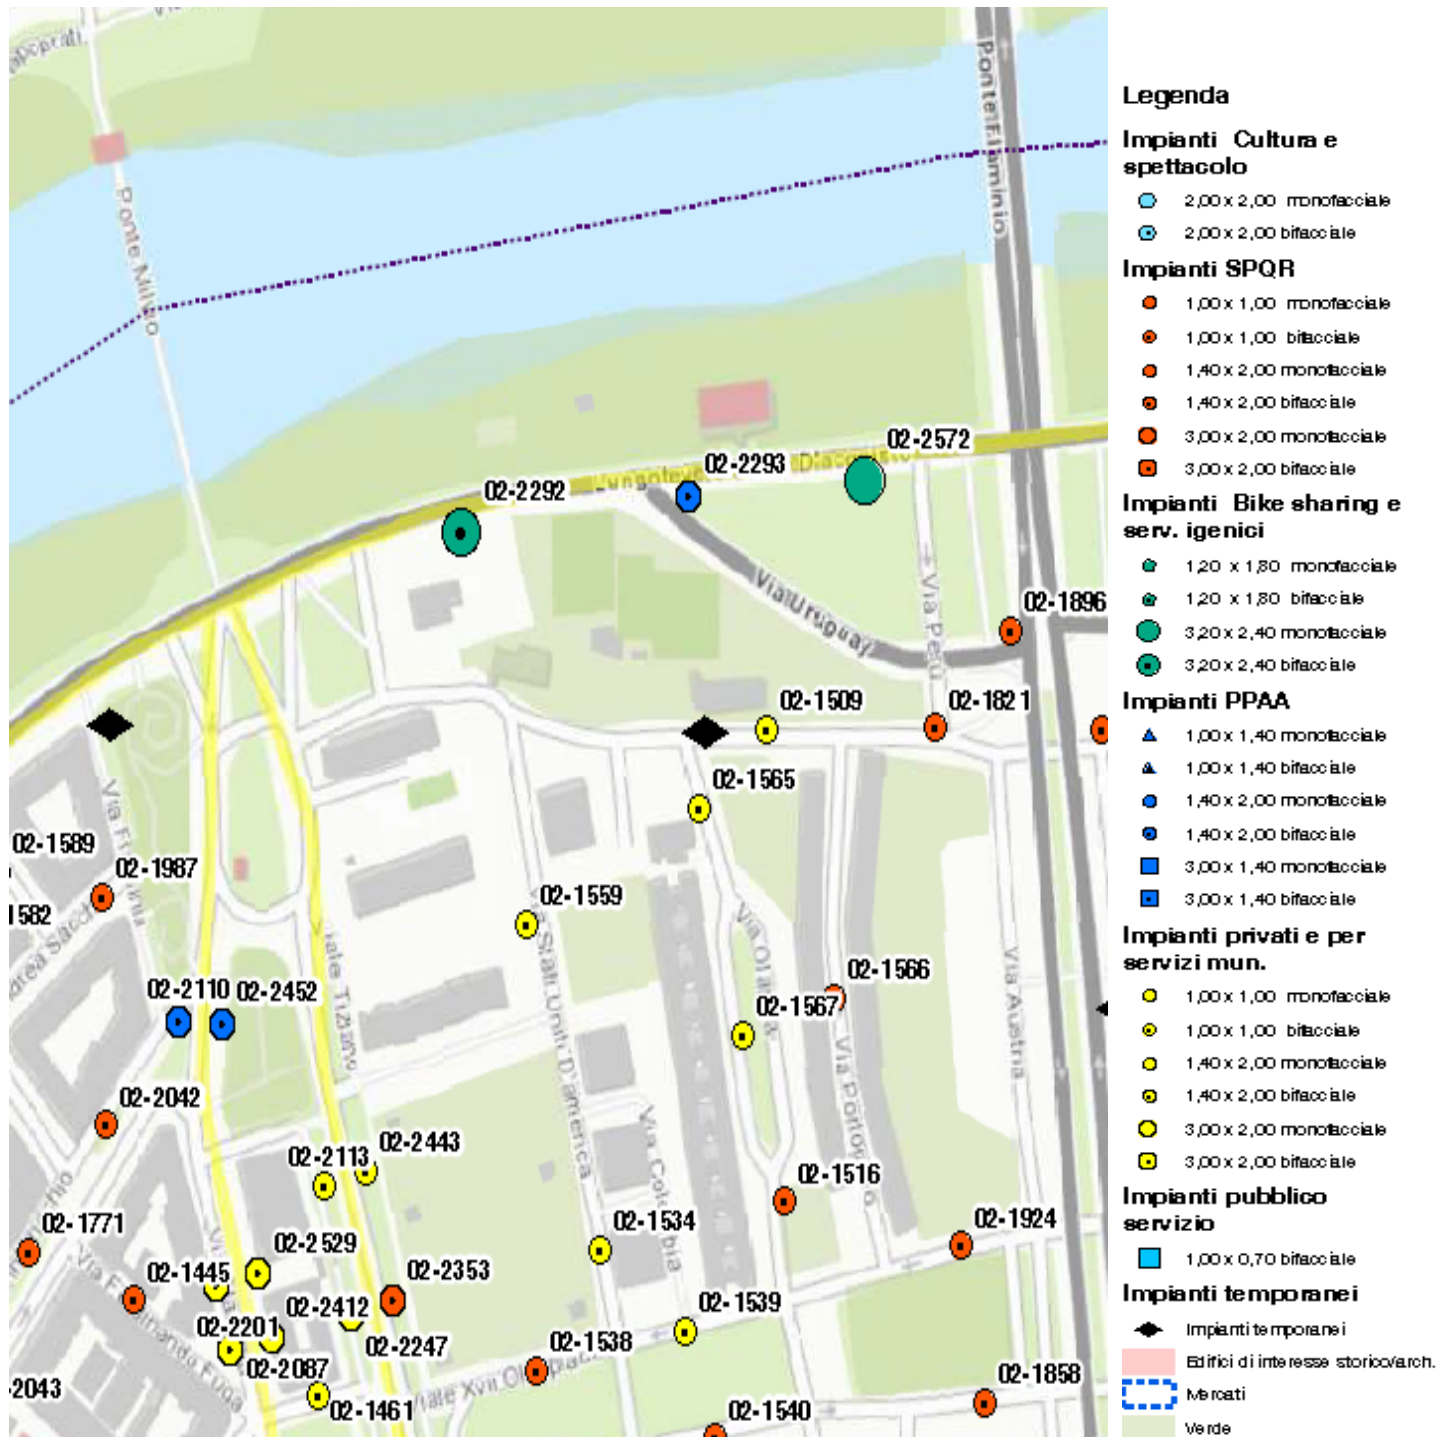 Ponte Milvio
Ponte Flaminio
02-2572
02-2293
02-2292
Via Uruguay
Via Perù
02-1896
02-1509
02-1821
02-1565
02-1589
02-1987
1582
02-1559
02-1566
02-2110
02-2452
02-1567
Viale Tiziano
Via Stati Uniti D'america
Via Austria
02-2042
02-2443
02-2113
02-1516
02-1771
02-2529
02-1534
02-1924
02-1445
02-2353
02-2412
02-1539
02-2201
02-2247
02-1538
02-2087
2043
02-1461
Viale Xvii Olimpiade
02-1858
02-1540
Legenda
Impianti Cultura e
spettacolo
2,00 x 2,00 monofacciale
2,00 x 2,00 bifacciale
Impianti SPQR
1,00 x 1,00 monofacciale
1,00 x 1,00 bifacciale
1,40 x 2,00 monofacciale
1,40 x 2,00 bifacciale
3,00 x 2,00 monofacciale
3,00 x 2,00 bifacciale
Impianti Bike sharing e
serv. igenici
1,20 x 1,80 monofacciale
1,20 x 1,80 bifacciale
3,20 x 2,40 monofacciale
3,20 x 2,40 bifacciale
Impianti PPAA
1,00 x 1,40 monofacciale
1,00 x 1,40 bifacciale
1,40 x 2,00 monofacciale
1,40 x 2,00 bifacciale
3,00 x 1,40 monofacciale
3,00 x 1,40 bifacciale
Impianti privati e per
servizi mun.
1,00 x 1,00 monofacciale
1,00 x 1,00 bifacciale
1,40 x 2,00 monofacciale
1,40 x 2,00 bifacciale
3,00 x 2,00 monofacciale
3,00 x 2,00 bifacciale
Impianti pubblico
servizio
1,00 x 0,70 bifacciale
Impianti temporanei
Impianti temporanei
Edifici di interesse storico/arch.
Mercati
Verde